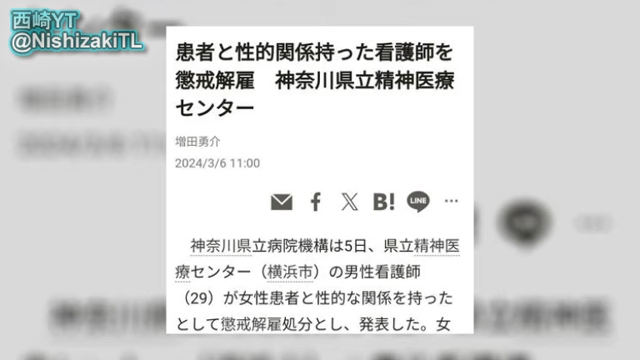 西崎YT
@NishizakiTL
患者と性的関係持った看護師を
懲戒解雇　神奈川県立精神医療
センター
増田勇介
2024/3/6 11:00
B!
LINE
神奈川県立病院機構は5日、県立精神医
療センター（横浜市）の男性看護師
（29）が女性患者と性的な関係を持った
として懲戒解雇処分とし、発表した。女